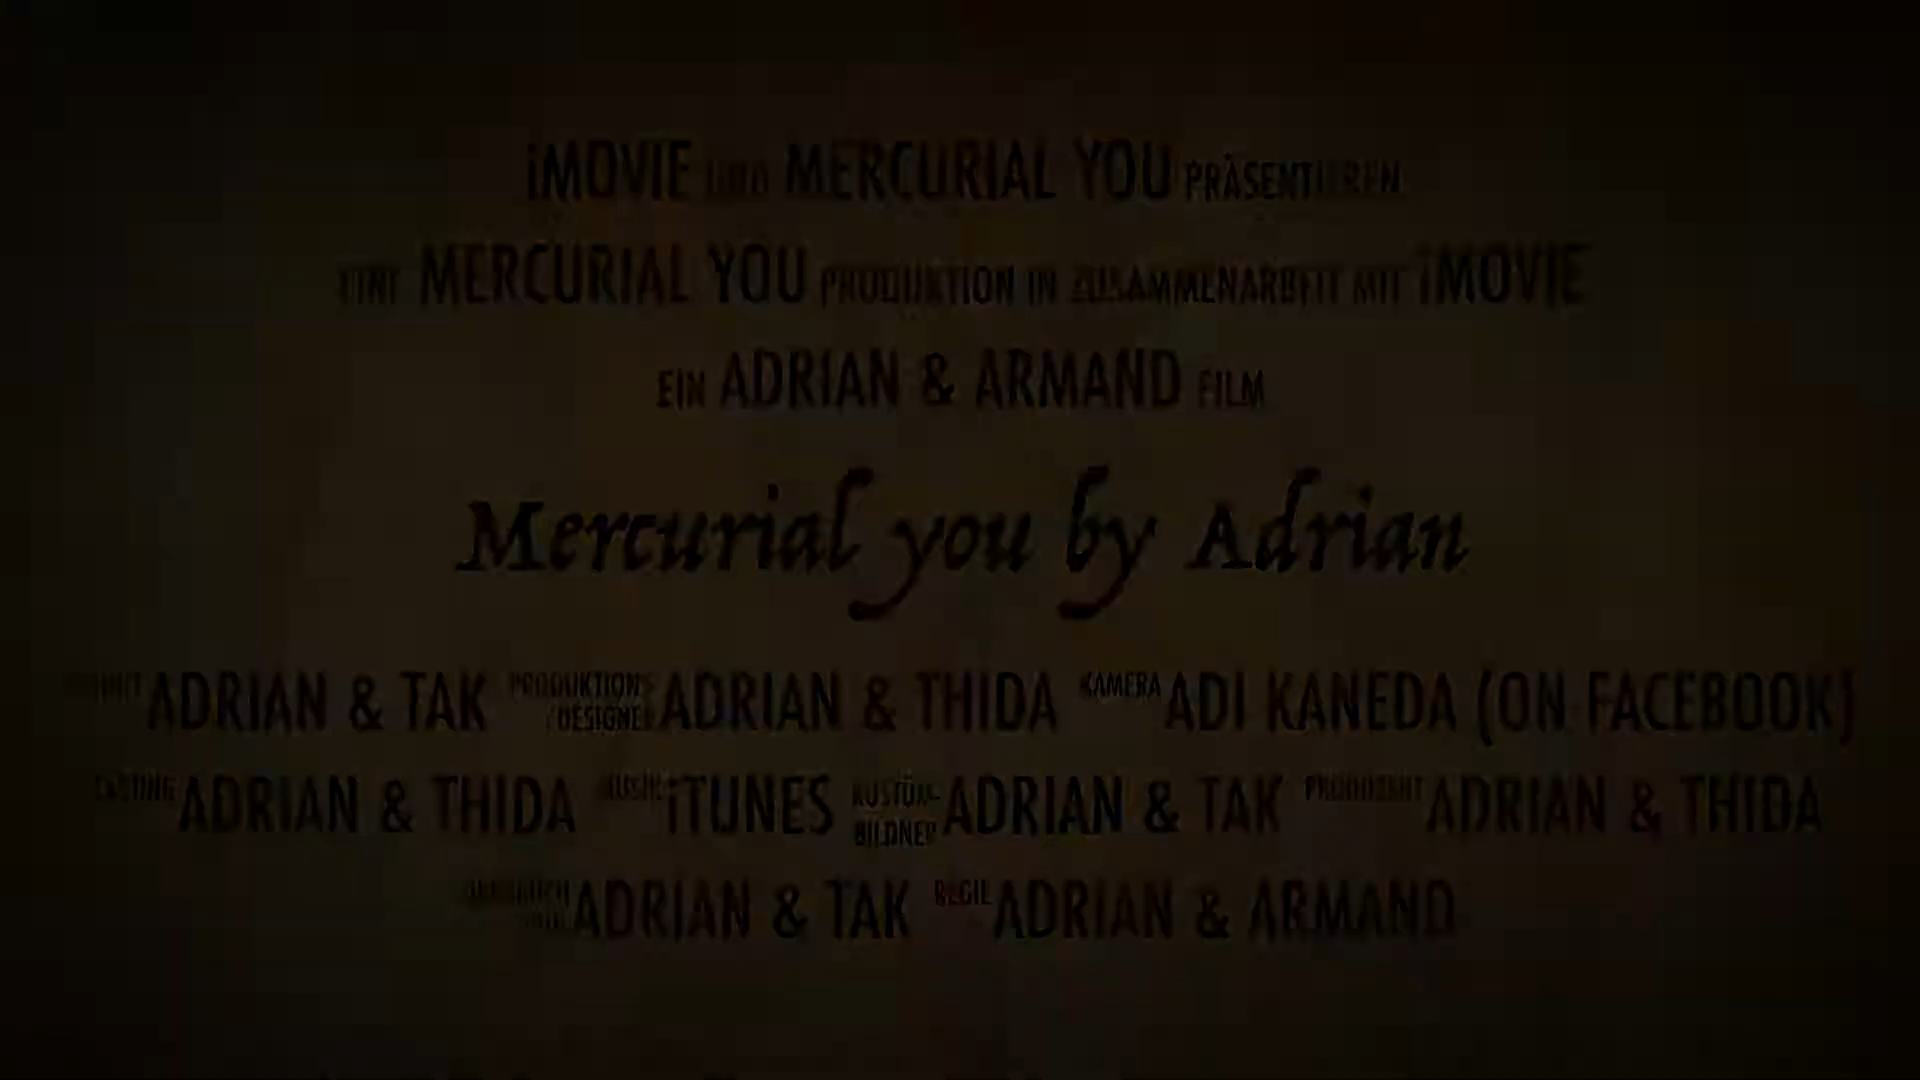 iMOVIE UND MERCURIAL YOU PRÄSENTIEREN
EINE MERCURIAL YOU PRODUKTION IN ZUSAMMENARBEIT MIT iMOVIE
EIN ADRIAN & ARMAND FILM
Mercurial you by Adrian
ADRIAN & TAK PRODUKTIONS DESIGNER ADRIAN & THIDA KAMERA ADI KANEDA (ON FACEBOOK)
CASTING ADRIAN & THIDA MUSIK iTUNES KOSTÜM- BILDNER ADRIAN & TAK PRODUZENT ADRIAN & THIDA
ADRIAN & TAK REGIE ADRIAN & ARMAND